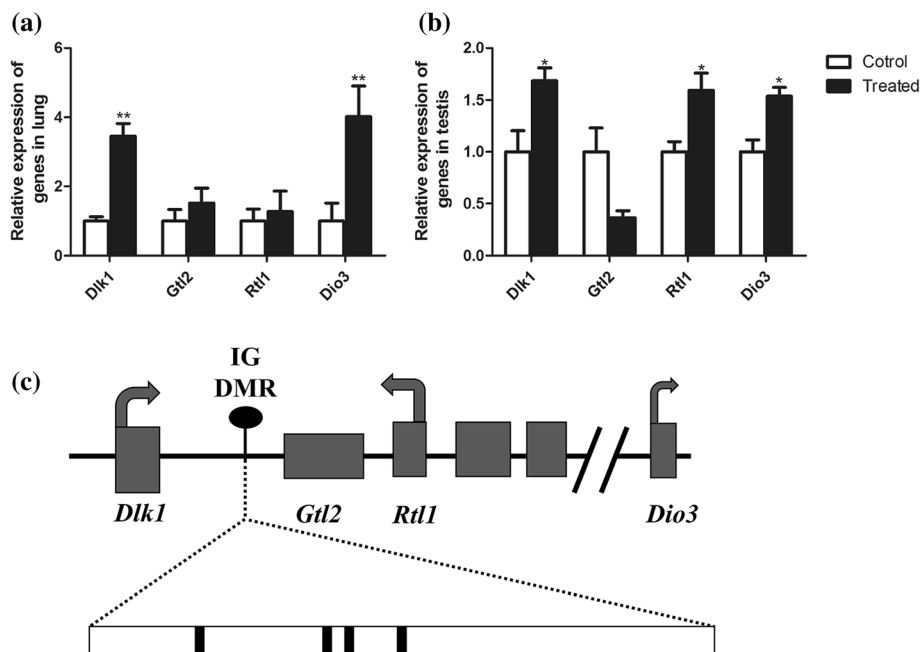 (a)
Relative expression of
genes in lung
6
4
2
0
**
**
Dlk1
Gtl2
Rtl1
Dio3
(b)
Relative expression of
genes in testis
2.0
1.5
1.0
0.5
0.0
*
*
*
Dlk1
Gtl2
Rtl1
Dio3
Cotrol
Treated
(c)
IG
DMR
Dlk1
Gtl2
Rtl1
Dio3